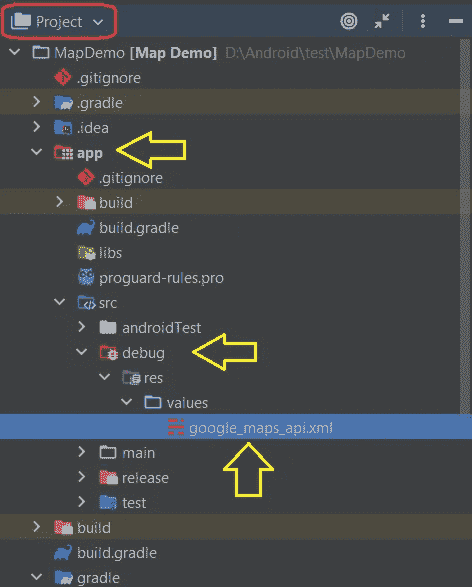 Project
MapDemo [Map Demo] D:\Android\test\MapDemo
.gitignore
.gradle
.idea
app
.gitignore
build
build.gradle
libs
proguard-rules.pro
src
androidTest
debug
res
values
google_maps_api.xml
main
release
test
build
build.gradle
gradle